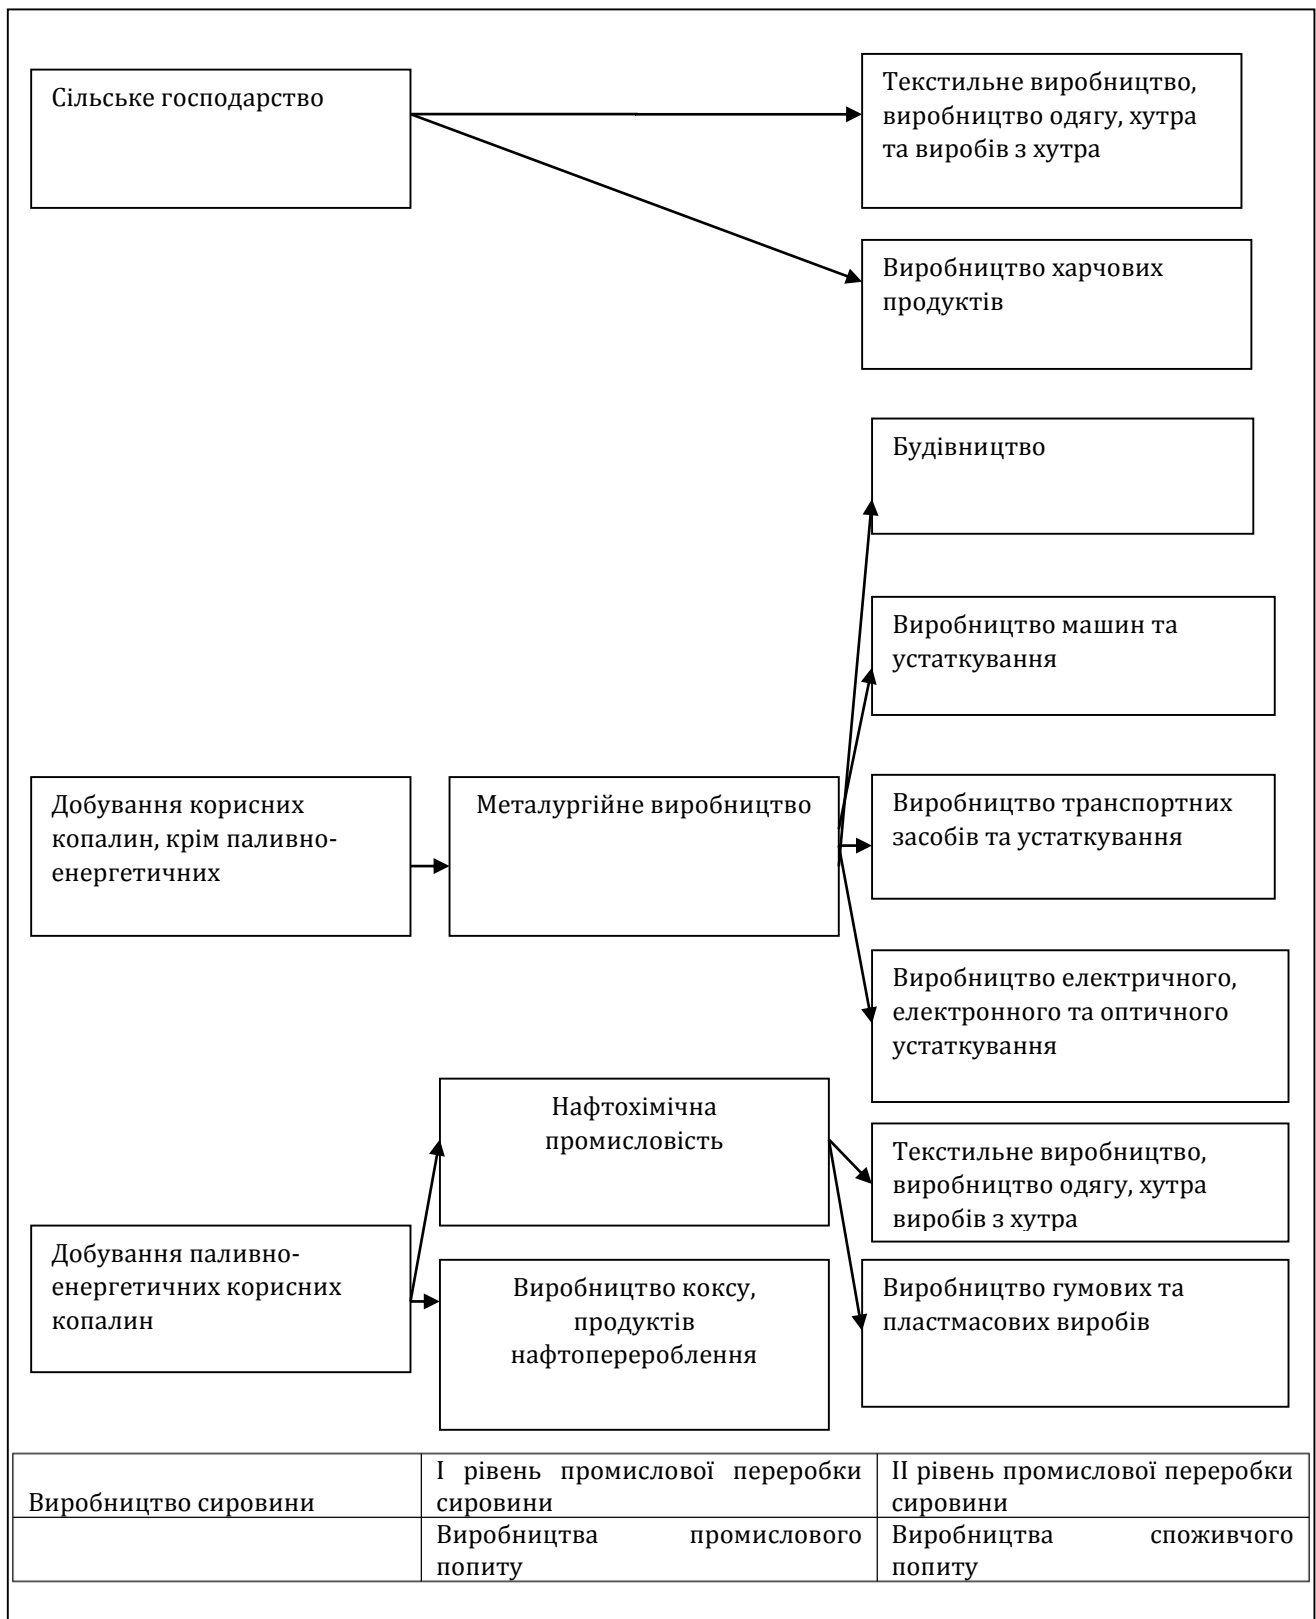 Сільське господарство
Текстильне виробництво,
виробництво одягу, хутра
та виробів з хутра
Виробництво харчових
продуктів
Будівництво
Виробництво машин та
устаткування
Добування корисних
копалин, крім паливно-
енергетичних
Металургійне виробництво
Виробництво транспортних
засобів та устаткування
Виробництво електричного,
електронного та оптичного
устаткування
Нафтохімічна
промисловість
Текстильне виробництво,
виробництво одягу, хутра
виробів з хутра
Добування паливно-
енергетичних корисних
копалин
Виробництво коксу,
продуктів
нафтоперероблення
Виробництво гумових та
пластмасових виробів
Виробництво сировини
І рівень промислової переробки
сировини
ІІ рівень промислової переробки
сировини
Виробництва промислового
попиту
Виробництва споживчого
попиту